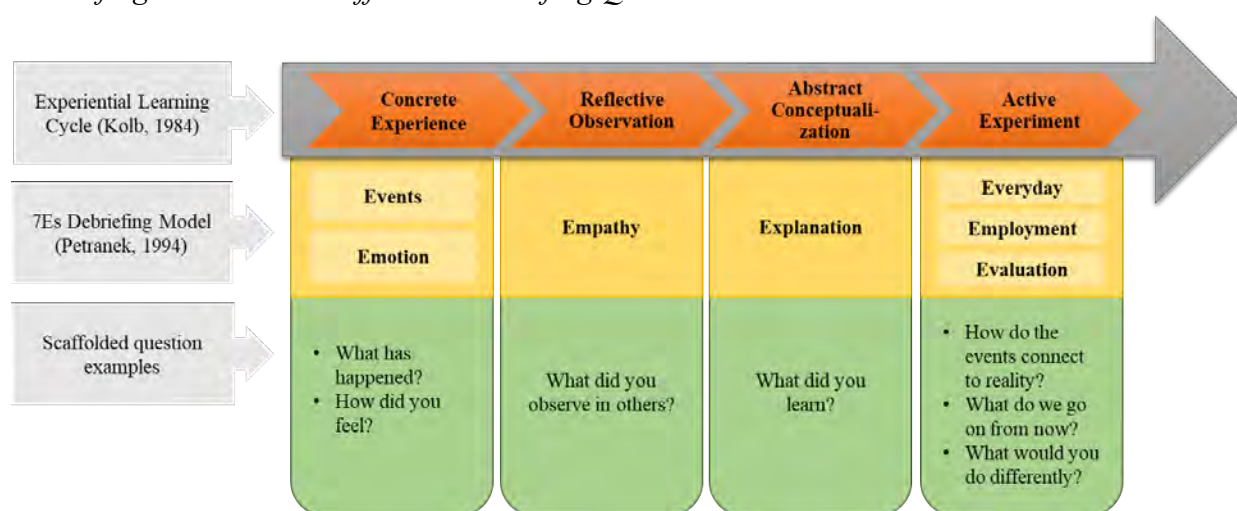 Experiential Learning
Cycle (Kolb, 1984)
Concrete
Experience
Reflective
Observation
Abstract
Conceptuali-
zation
Active
Experiment
7Es Debriefing Model
(Petranek, 1994)
Events
Emotion
Empathy
Explanation
Everyday
Employment
Evaluation
Scaffolded question
examples
• What has
happened?
• How did you
feel?
What did you
observe in others?
What did you
learn?
• How do the
events connect
to reality?
• What do we go
on from now?
• What would you
do differently?